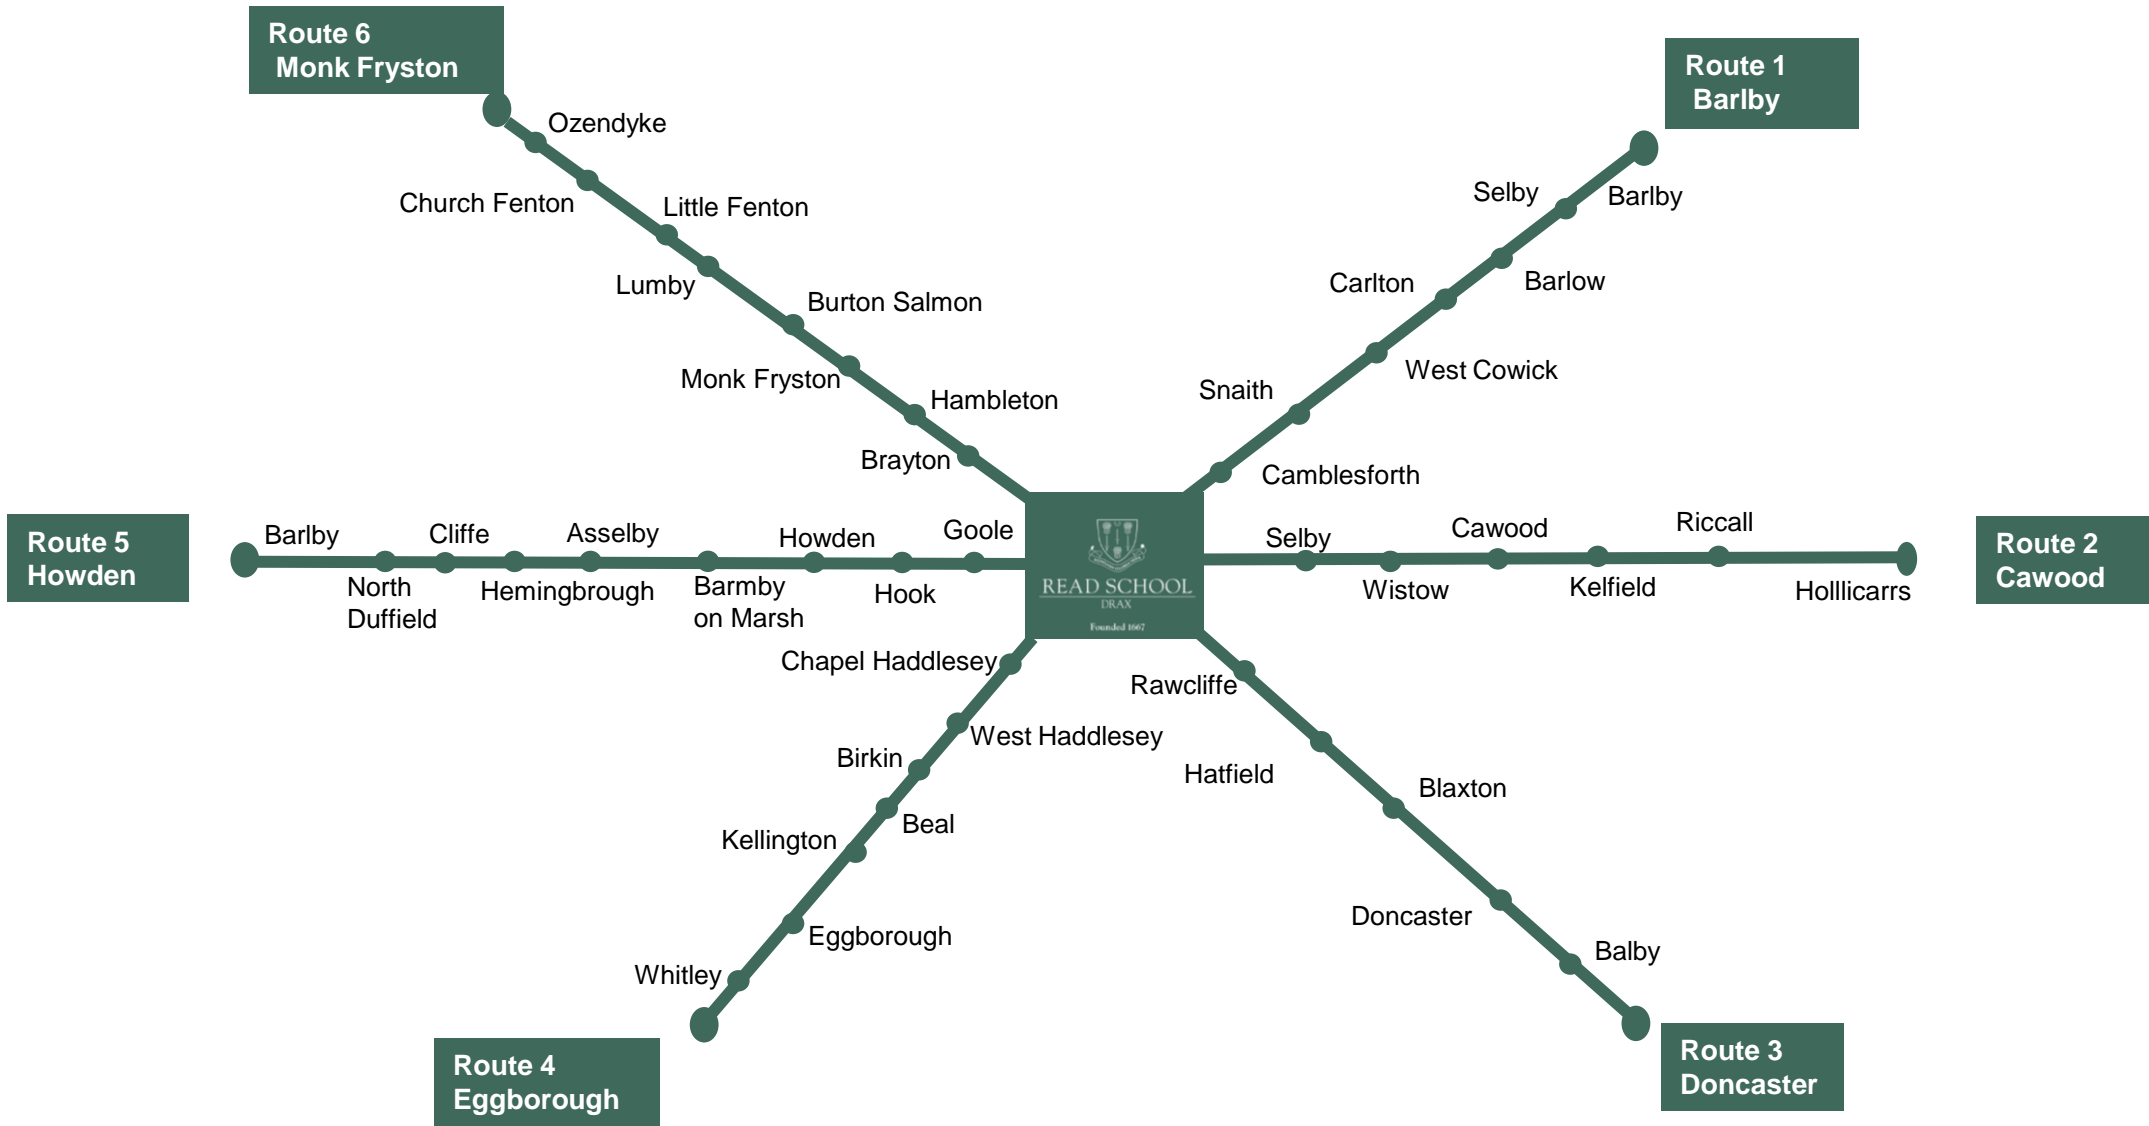 Route 6
Monk Fryston
Route 1
Barlby
Ozendyke
Church Fenton
Little Fenton
Lumby
Burton Salmon
Monk Fryston
Hambleton
Brayton
Selby
Barlby
Carlton
Barlow
West Cowick
Snaith
Camblesforth
Route 5
Howden
Barlby
North
Duffield
Cliffe
Hemingbrough
Asselby
Barmby
on Marsh
Howden
Hook
Goole
READ SCHOOL
DRAX
Founded 1667
Selby
Wistow
Cawood
Kelfield
Riccall
Holllicarrs
Route 2
Cawood
Chapel Haddlesey
West Haddlesey
Birkin
Beal
Kellington
Eggborough
Whitley
Route 4
Eggborough
Rawcliffe
Hatfield
Blaxton
Doncaster
Balby
Route 3
Doncaster